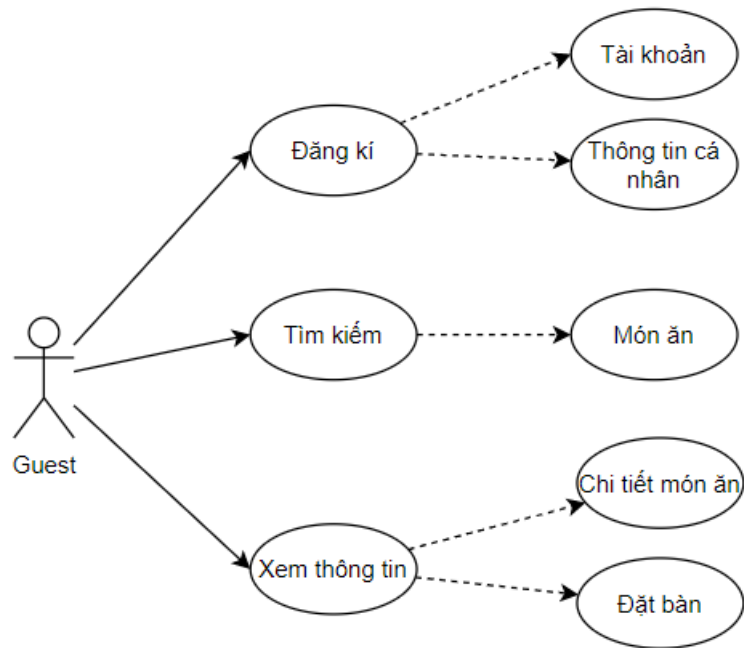 Tài khoản
Đăng kí
Thông tin cá
nhân
Tìm kiếm
Món ăn
Guest
Chi tiết món ăn
Xem thông tin
Đặt bàn